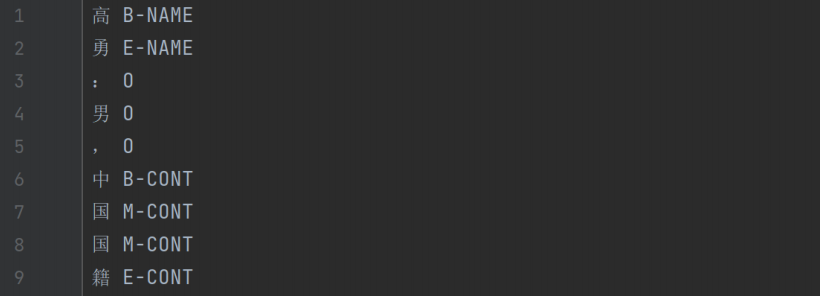 1 高 B-NAME
2 勇 E-NAME
3 ： O
4 男 O
5 ， O
6 中 B-CONT
7 国 M-CONT
8 国 M-CONT
9 籍 E-CONT